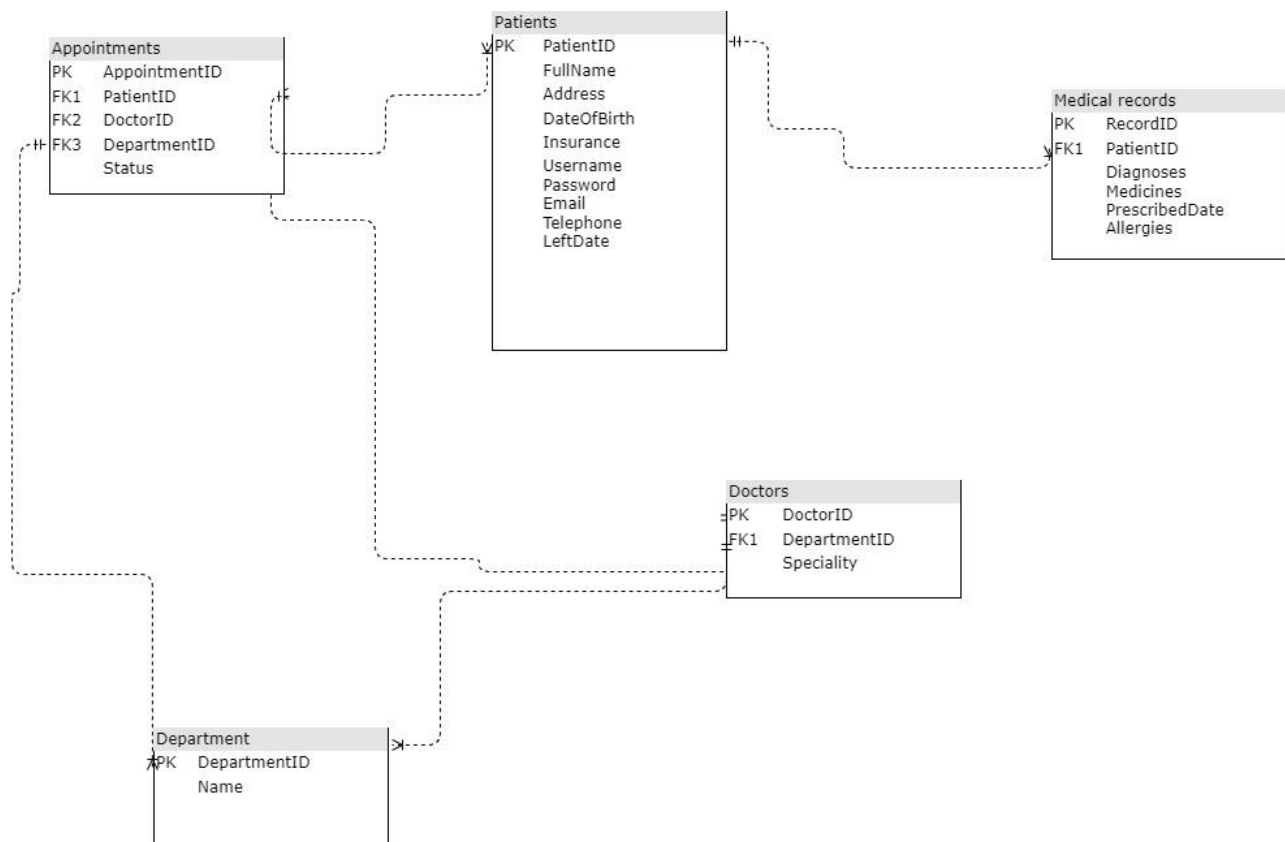 Appointments
PK AppointmentID
FK1 PatientID
FK2 DoctorID
FK3 DepartmentID
Status
Patients
PK PatientID
FullName
Address
DateOfBirth
Insurance
Username
Password
Email
Telephone
LeftDate
Medical records
PK RecordID
FK1 PatientID
Diagnoses
Medicines
PrescribedDate
Allergies
Doctors
PK DoctorID
FK1 DepartmentID
Speciality
Department
PK DepartmentID
Name